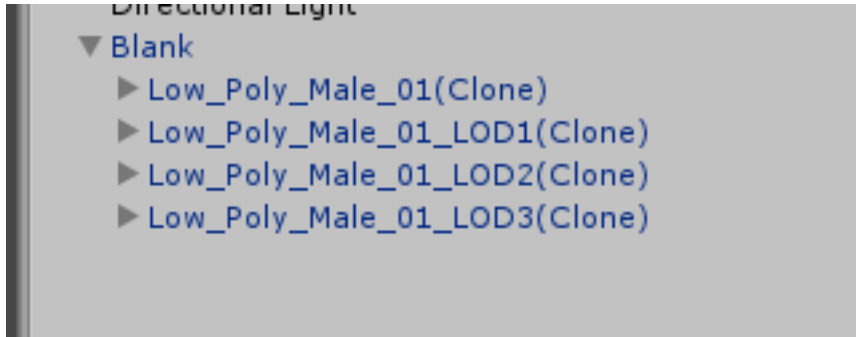 Directional Light
Blank
Low_Poly_Male_01(Clone)
Low_Poly_Male_01_LOD1(Clone)
Low_Poly_Male_01_LOD2(Clone)
Low_Poly_Male_01_LOD3(Clone)